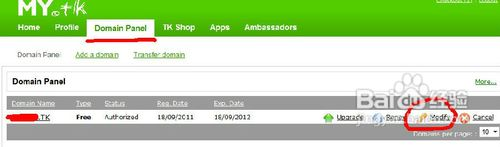 MY.tk
Home Profile Domain Panel TK Shop Apps Ambassadors
Domain Panel Add a domain Transfer domain
Domain Panel More...
Domain Name Type Status Reg. Date Exp. Date
.TK Free Authorized 18/09/2011 18/09/2012 Upgrade Renew Modify Cancel
Baidu 经验
Domains per page: 10